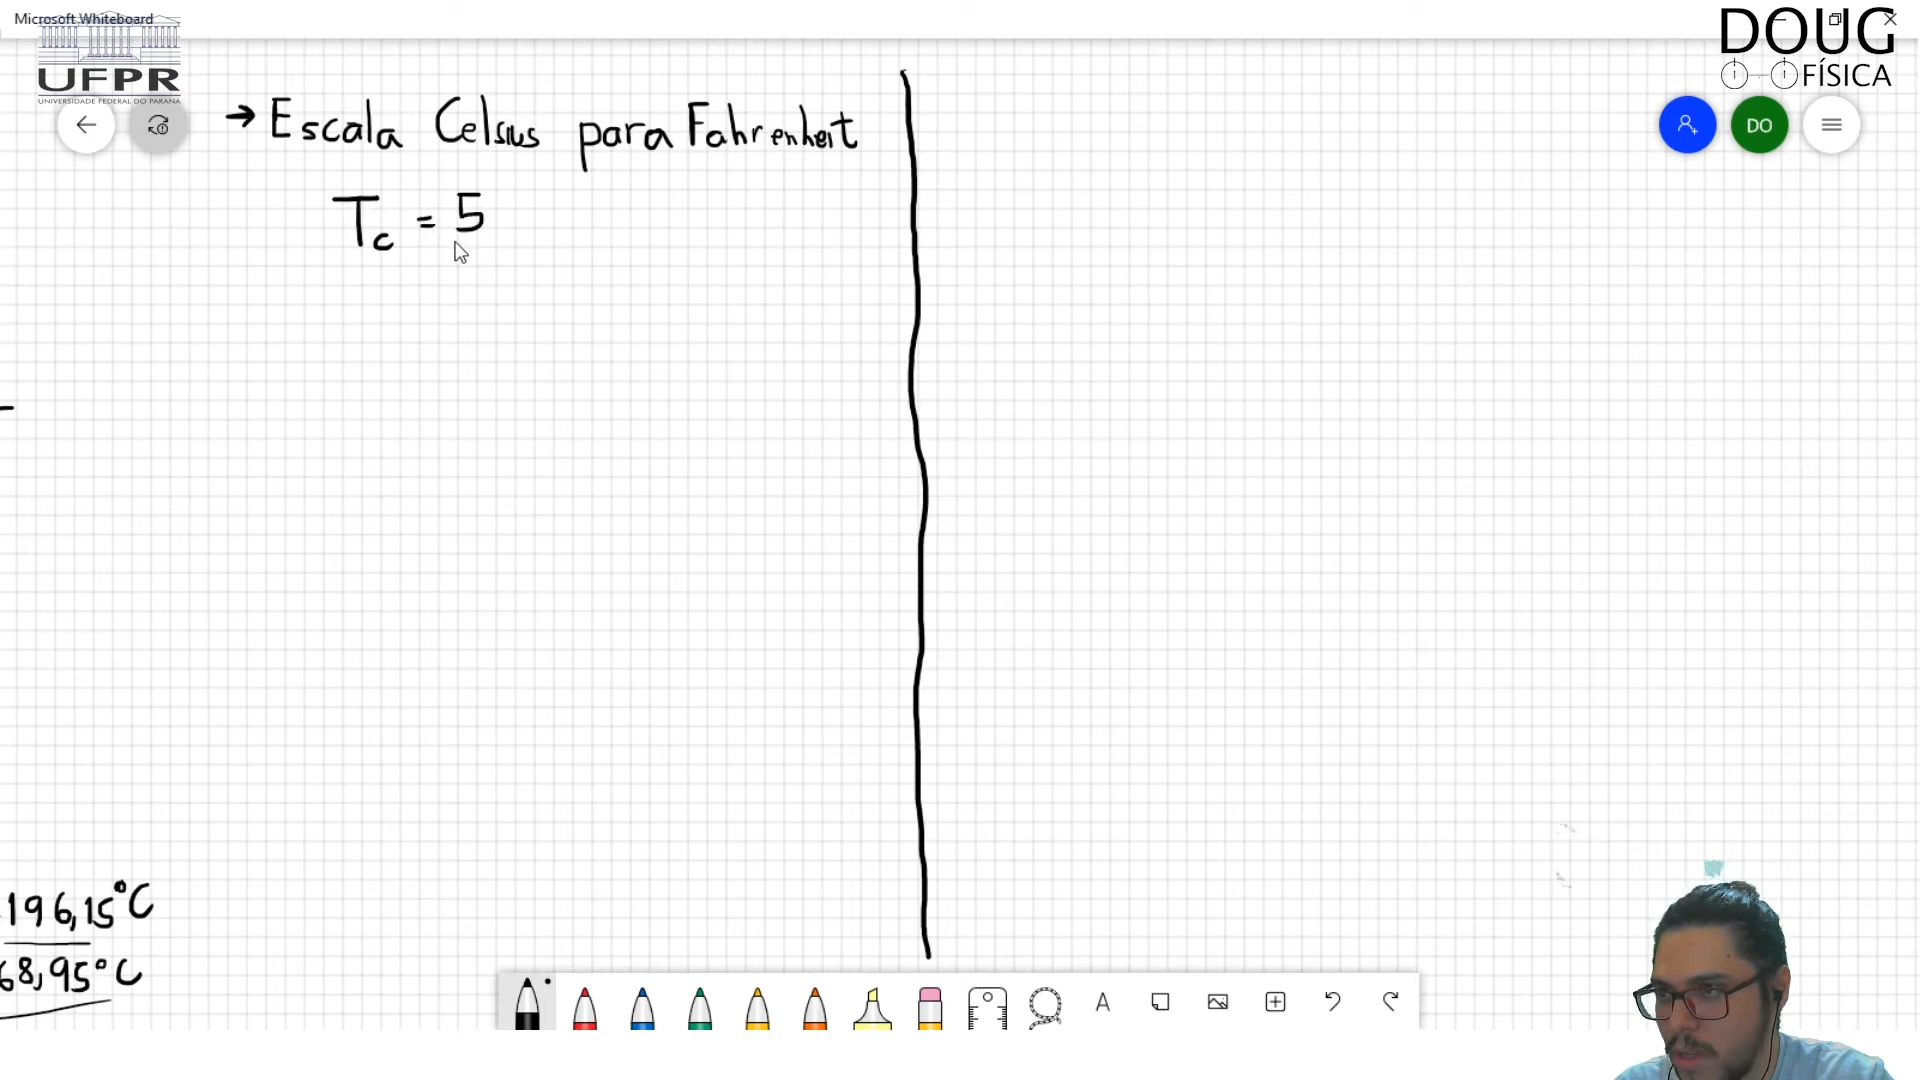 Microsoft Whiteboard
UFPR
UNIVERSIDADE FEDERAL DO PARANÁ
DOUG
FÍSICA
DO
→ Escala Celsius para Fahrenheit
Tc = 5
196,15°C
68,95°C
A